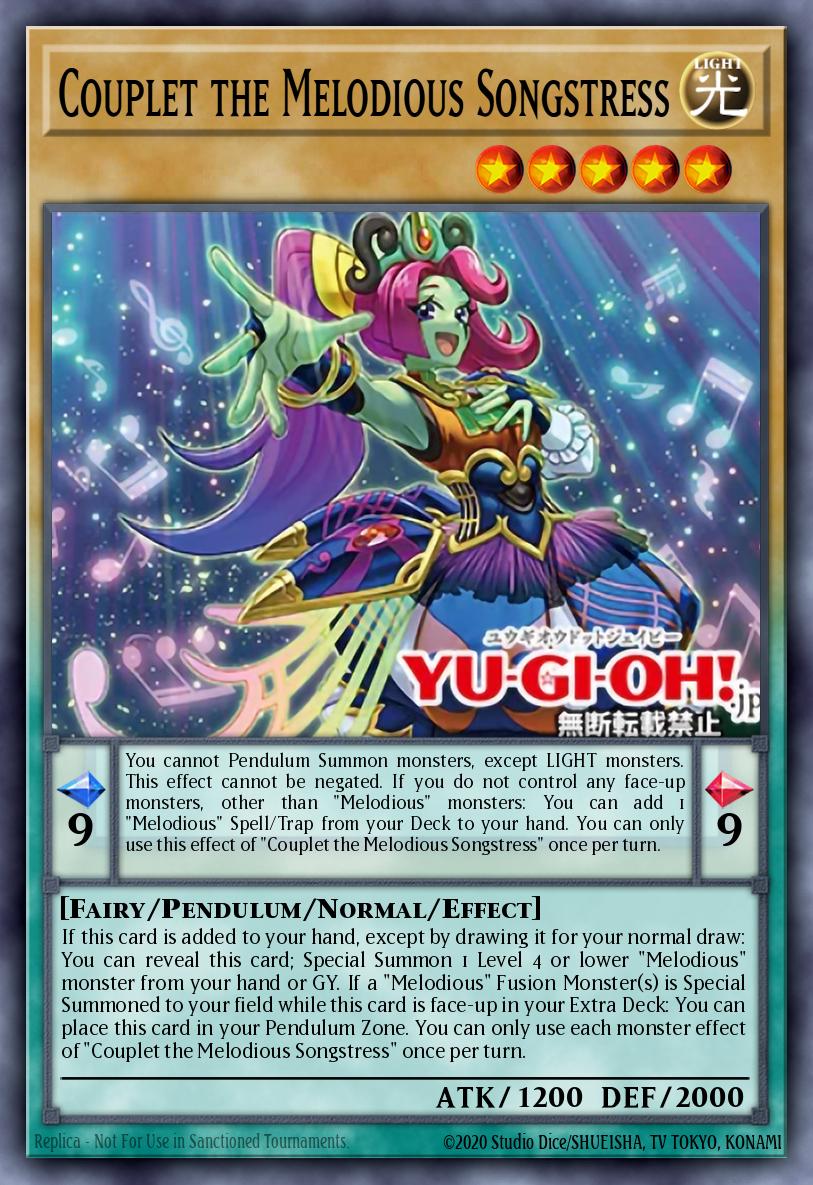 Couplet the Melodious Songstress
LIGHT
光
ユウギオウドットジェイピー
YU-GI-OH!
.jp
無断転載禁止
You cannot Pendulum Summon monsters, except LIGHT monsters.
This effect cannot be negated. If you do not control any face-up
monsters, other than "Melodious" monsters: You can add 1
"Melodious" Spell/Trap from your Deck to your hand. You can only
use this effect of "Couplet the Melodious Songstress" once per turn.
9
9
[Fairy/Pendulum/Normal/Effect]
If this card is added to your hand, except by drawing it for your normal draw:
You can reveal this card; Special Summon 1 Level 4 or lower "Melodious"
monster from your hand or GY. If a "Melodious" Fusion Monster(s) is Special
Summoned to your field while this card is face-up in your Extra Deck: You can
place this card in your Pendulum Zone. You can only use each monster effect
of "Couplet the Melodious Songstress" once per turn.
ATK/1200 DEF/2000
Replica - Not For Use in Sanctioned Tournaments.
©2020 Studio Dice/SHUEISHA, TV TOKYO, KONAMI